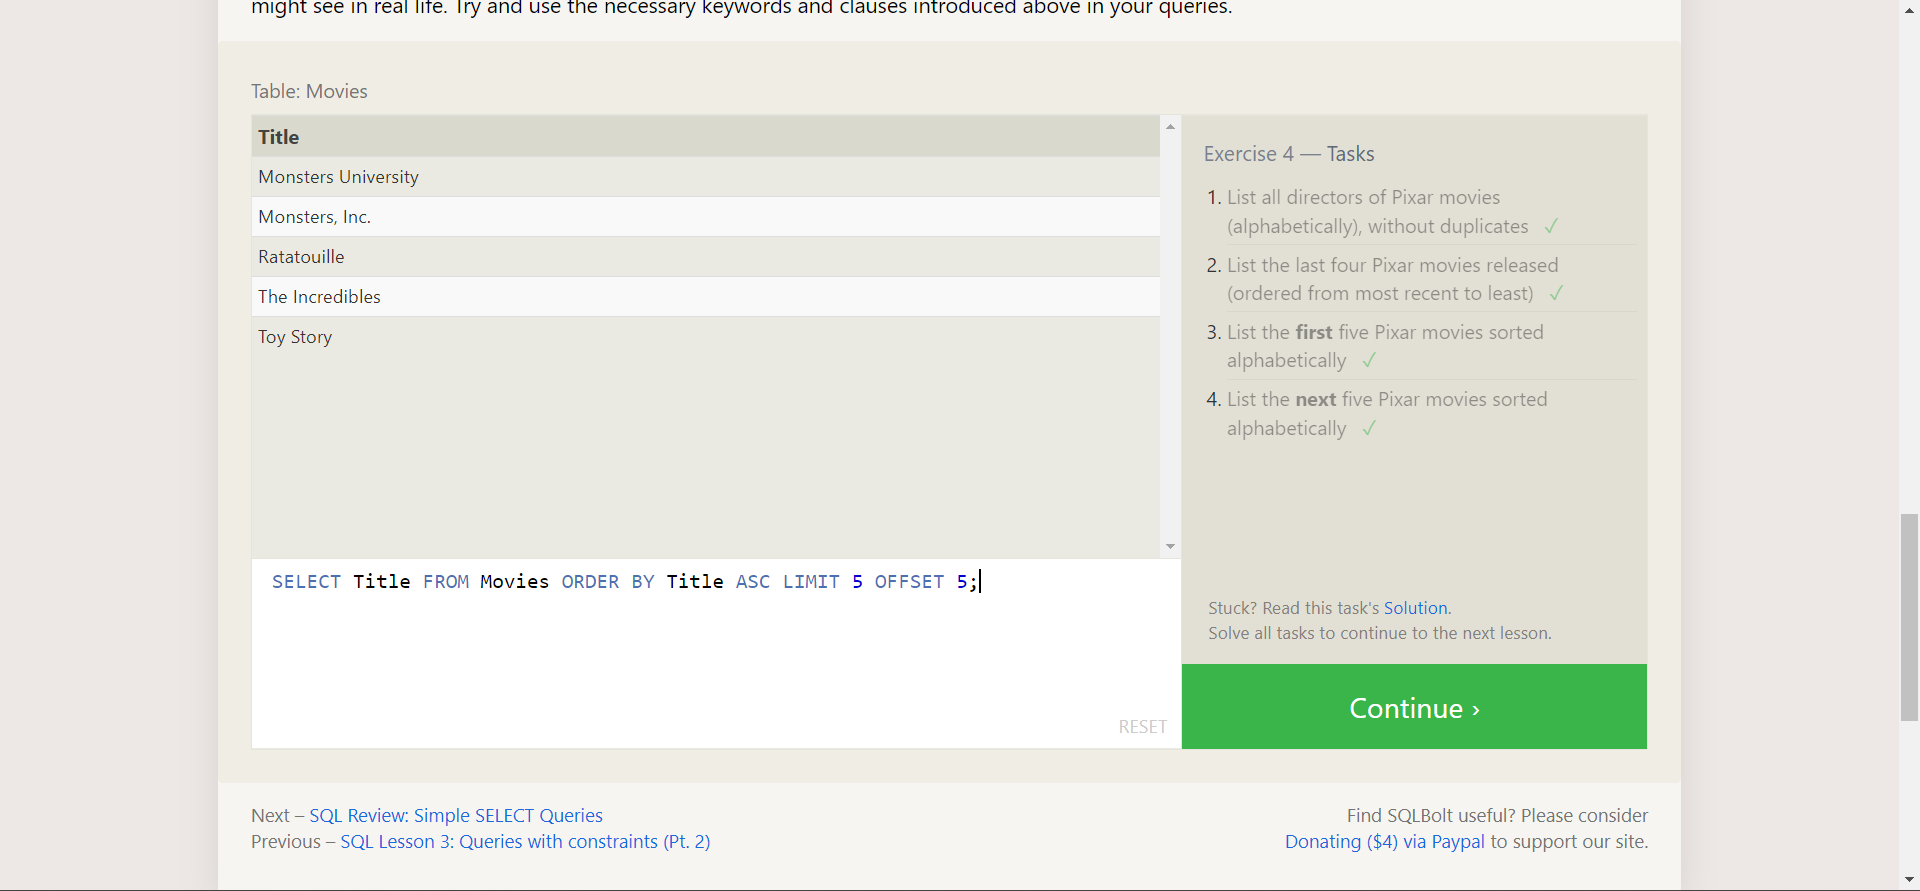 might see in real life. Try and use the necessary keywords and clauses introduced above in your queries.
Table: Movies
Title
Monsters University
Monsters, Inc.
Ratatouille
The Incredibles
Toy Story
SELECT Title FROM Movies ORDER BY Title ASC LIMIT 5 OFFSET 5;
RESET
Exercise 4 — Tasks
1. List all directors of Pixar movies
(alphabetically), without duplicates ✓
2. List the last four Pixar movies released
(ordered from most recent to least) ✓
3. List the first five Pixar movies sorted
alphabetically ✓
4. List the next five Pixar movies sorted
alphabetically ✓
Stuck? Read this task's Solution.
Solve all tasks to continue to the next lesson.
Continue ›
Next – SQL Review: Simple SELECT Queries
Previous – SQL Lesson 3: Queries with constraints (Pt. 2)
Find SQLBolt useful? Please consider
Donating ($4) via Paypal to support our site.